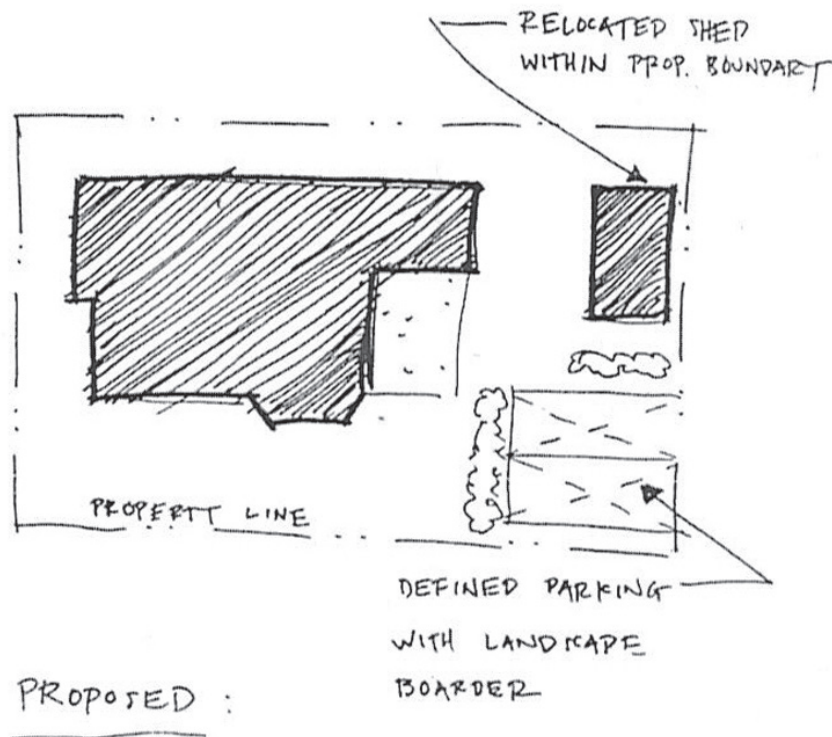 RELOCATED SHED
WITHIN PROP. BOUNDARY
PROPERTY LINE
DEFINED PARKING
WITH LANDSCAPE
BOARDER
PROPOSED :